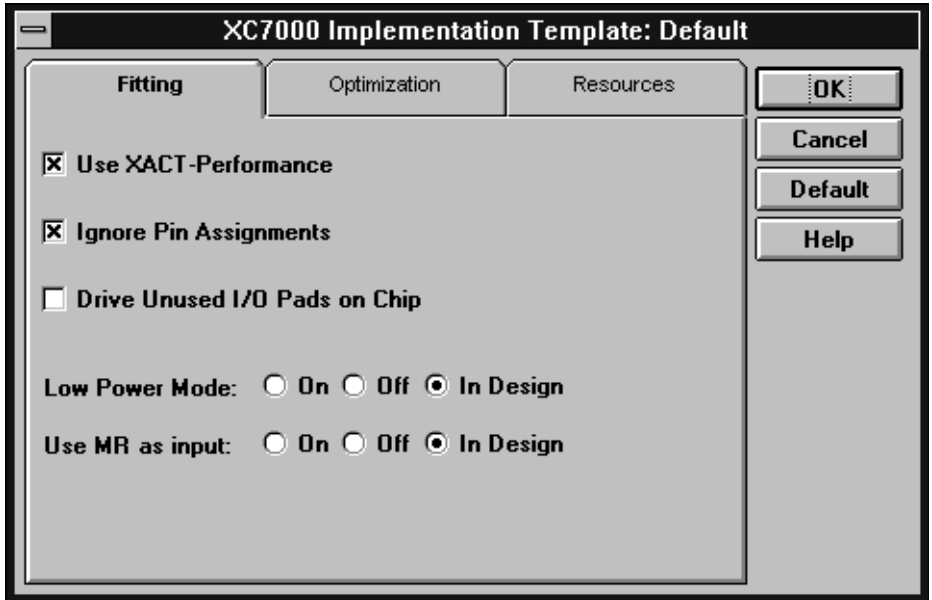 XC7000 Implementation Template: Default
Fitting
Optimization
Resources
OK
Cancel
Default
Help
Use XACT-Performance
Ignore Pin Assignments
Drive Unused I/O Pads on Chip
Low Power Mode: On Off In Design
Use MR as input: On Off In Design